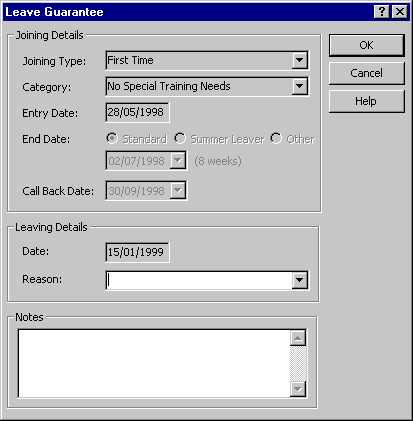 Leave Guarantee
Joining Details
Joining Type: First Time
Category: No Special Training Needs
Entry Date: 28/05/1998
End Date: Standard Summer Leaver Other
02/07/1998 (8 weeks)
Call Back Date: 30/09/1998
Leaving Details
Date: 15/01/1999
Reason:
Notes
OK
Cancel
Help